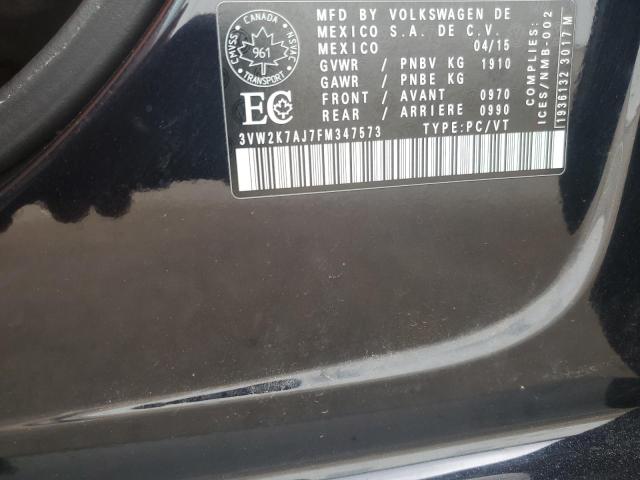 CANADA
CMVSS
NSVAC
961
TRANSPORT
EC
MFD BY VOLKSWAGEN DE
MEXICO S.A. DE C.V.
MEXICO 04/15
GVWR / PNBV KG 1910
GAWR / PNBE KG
FRONT / AVANT 0970
REAR / ARRIERE 0990
3VW2K7AJ7FM347573 TYPE:PC/VT
COMPLIES:
ICES/NMB-002
1936132 3017 M